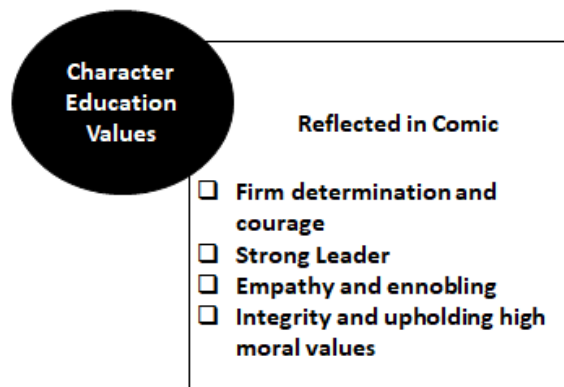 Character
Education
Values
Reflected in Comic
❑ Firm determination and
courage
❑ Strong Leader
❑ Empathy and ennobling
❑ Integrity and upholding high
moral values